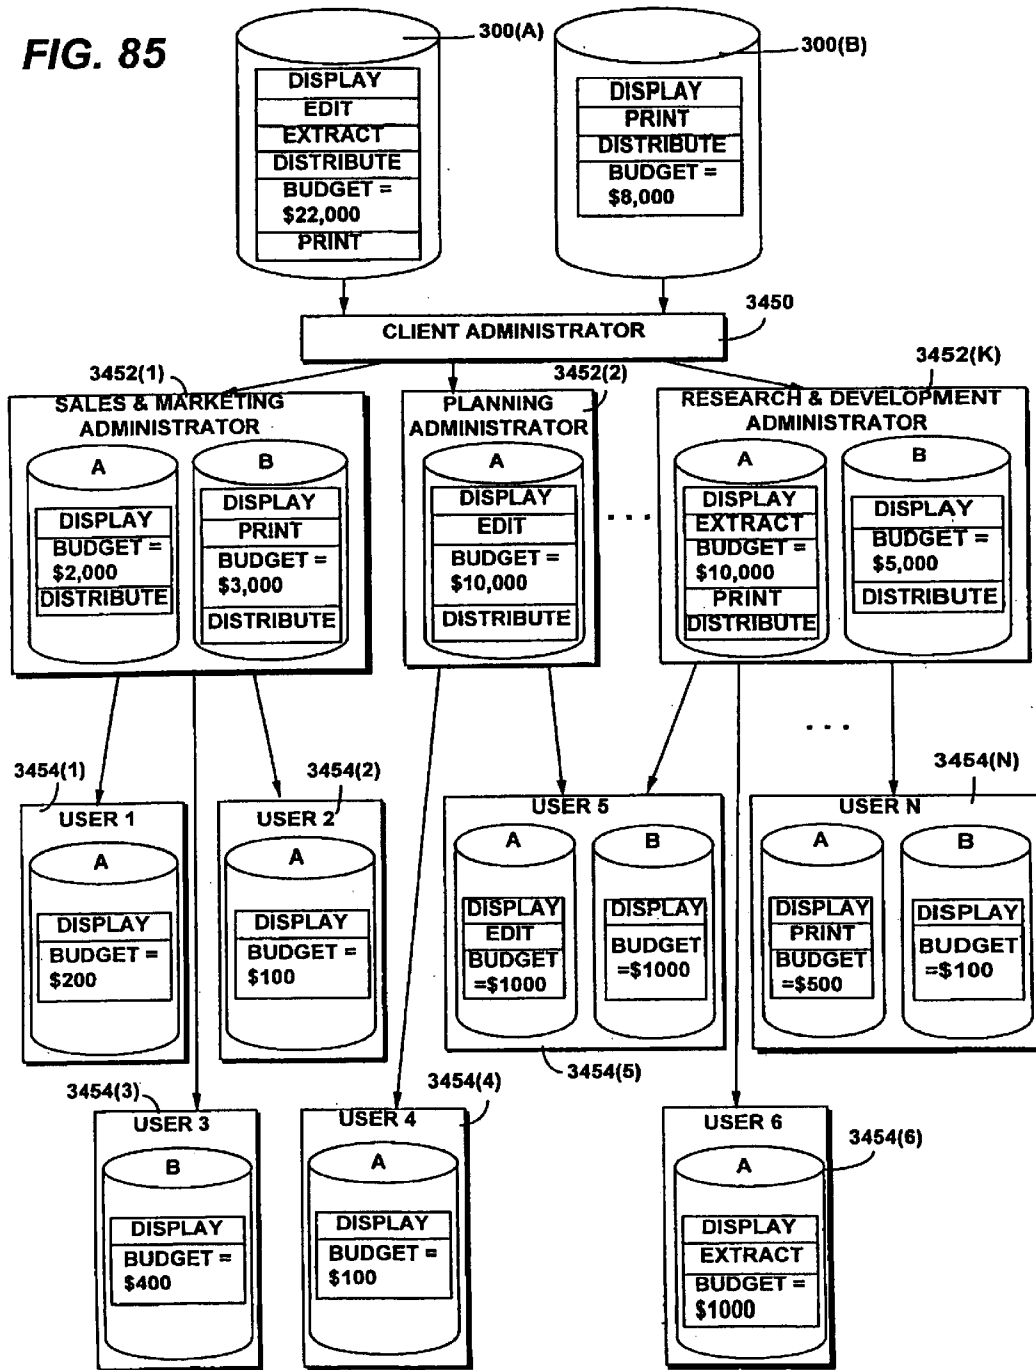 FIG. 85
300(A)
DISPLAY
EDIT
EXTRACT
DISTRIBUTE
BUDGET =
$22,000
PRINT
300(B)
DISPLAY
PRINT
DISTRIBUTE
BUDGET =
$8,000
CLIENT ADMINISTRATOR
3450
3452(1)
SALES & MARKETING
ADMINISTRATOR
A
DISPLAY
BUDGET =
$2,000
DISTRIBUTE
B
DISPLAY
PRINT
BUDGET =
$3,000
DISTRIBUTE
3452(2)
PLANNING
ADMINISTRATOR
A
DISPLAY
EDIT
BUDGET =
$10,000
DISTRIBUTE
. . .
3452(K)
RESEARCH & DEVELOPMENT
ADMINISTRATOR
A
DISPLAY
EXTRACT
BUDGET =
$10,000
PRINT
DISTRIBUTE
B
DISPLAY
BUDGET =
$5,000
DISTRIBUTE
. . .
3454(1)
USER 1
A
DISPLAY
BUDGET =
$200
3454(2)
USER 2
A
DISPLAY
BUDGET =
$100
USER 5
A
DISPLAY
EDIT
BUDGET
=$1000
B
DISPLAY
BUDGET
=$1000
3454(5)
3454(N)
USER N
A
DISPLAY
PRINT
BUDGET
=$500
B
DISPLAY
BUDGET
=$100
3454(3)
USER 3
B
DISPLAY
BUDGET =
$400
3454(4)
USER 4
A
DISPLAY
BUDGET =
$100
3454(6)
USER 6
A
DISPLAY
EXTRACT
BUDGET =
$1000